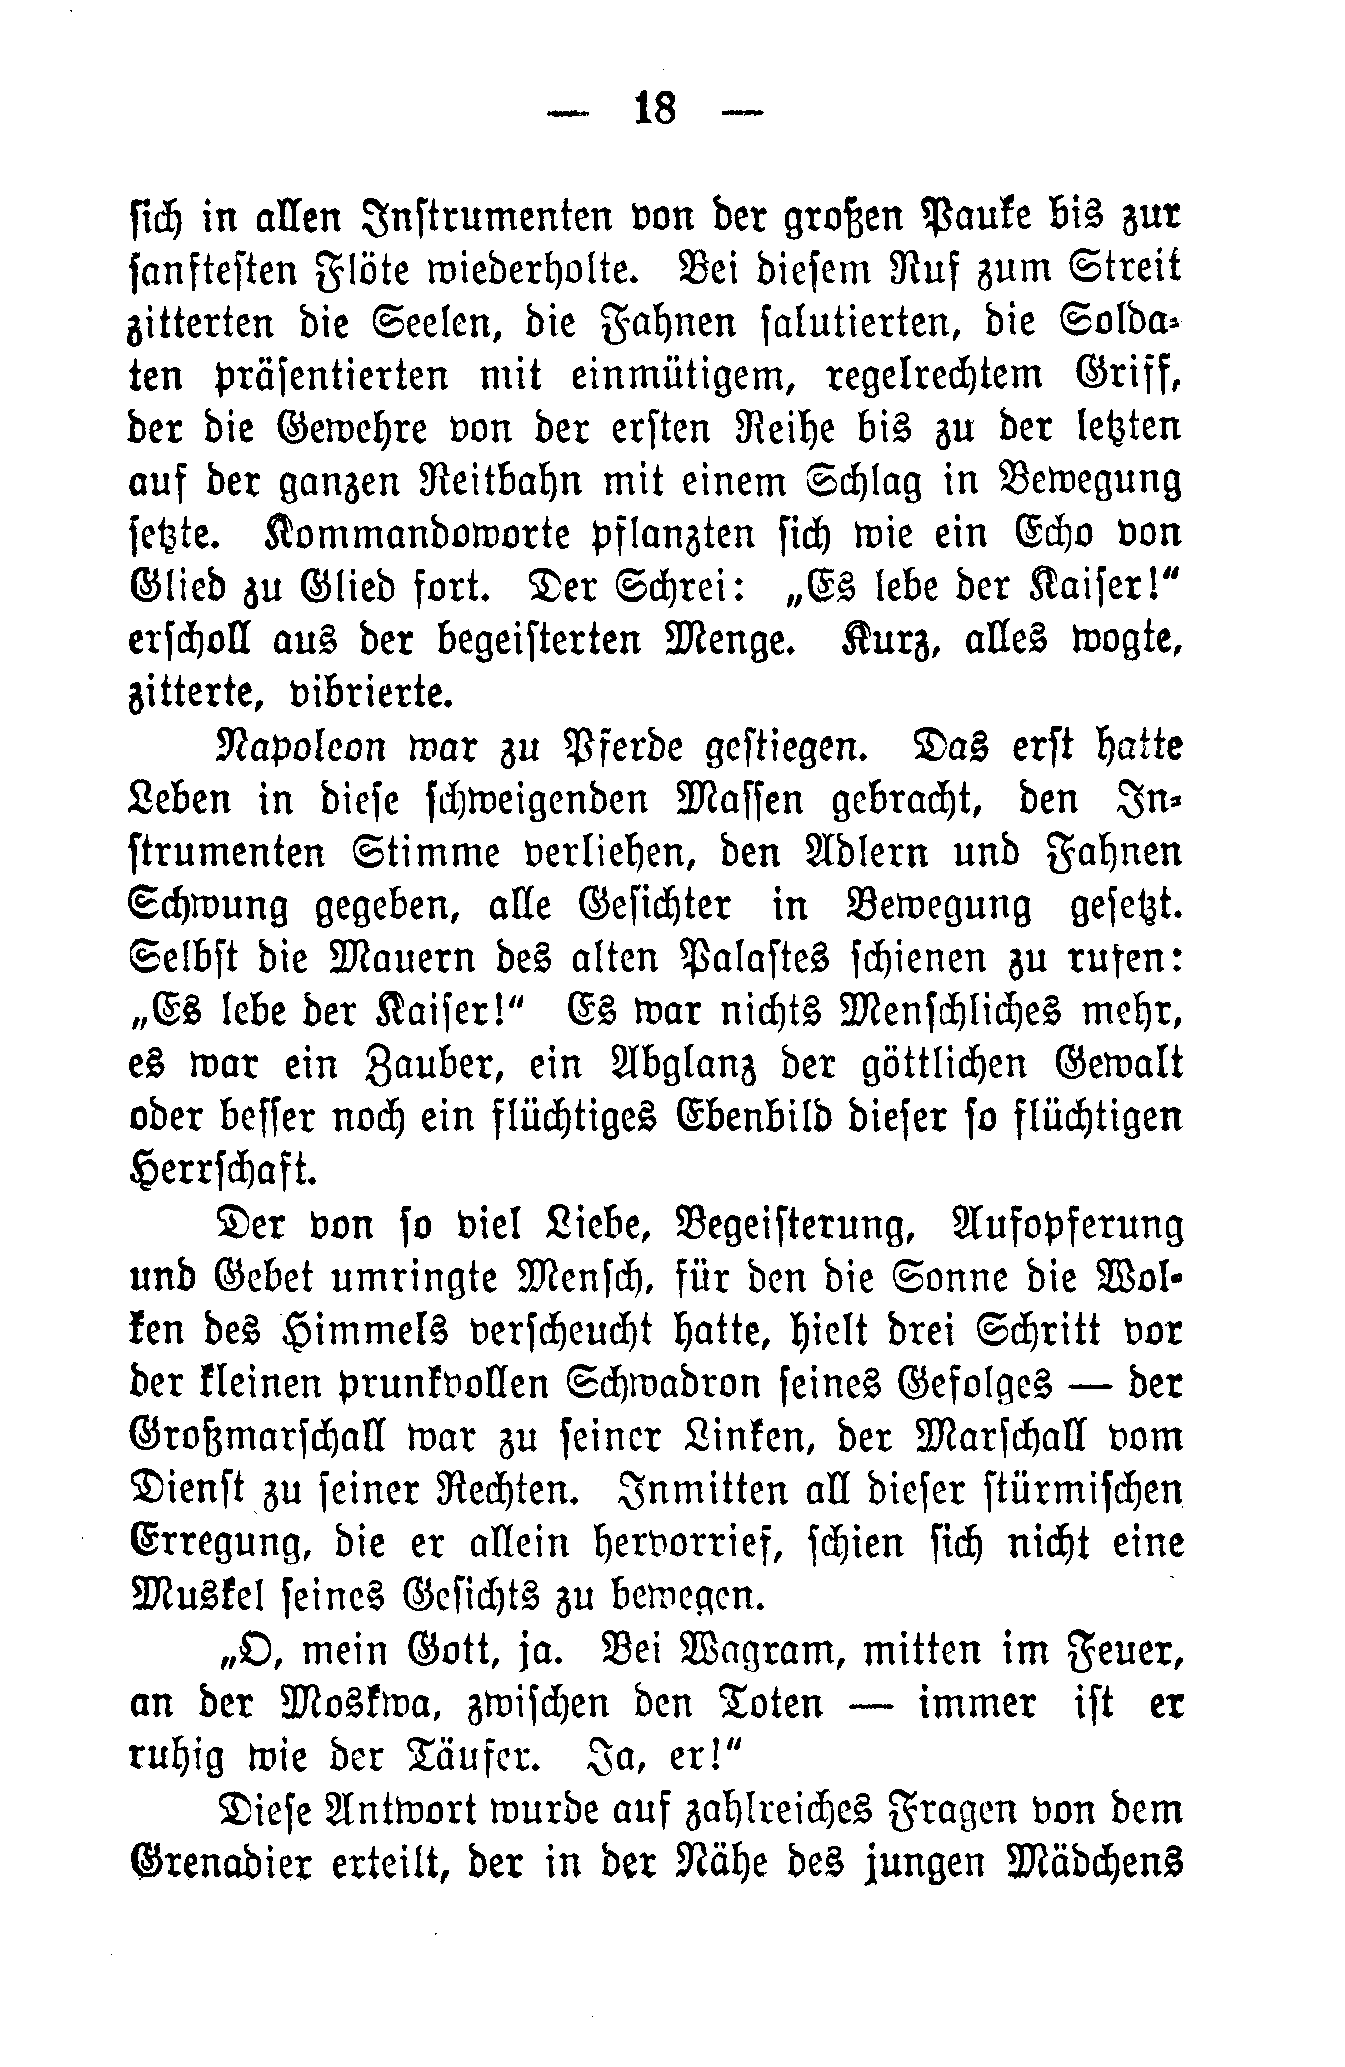 — 18 —
sich in allen Instrumenten von der großen Pauke bis zur
sanftesten Flöte wiederholte. Bei diesem Ruf zum Streit
zitterten die Seelen, die Fahnen salutierten, die Solda-
ten präsentierten mit einmütigem, regelrechtem Griff,
der die Gewehre von der ersten Reihe bis zu der letzten
auf der ganzen Reitbahn mit einem Schlag in Bewegung
setzte. Kommandoworte pflanzten sich wie ein Echo von
Glied zu Glied fort. Der Schrei: „Es lebe der Kaiser!“
erscholl aus der begeisterten Menge. Kurz, alles wogte,
zitterte, vibrierte.
Napoleon war zu Pferde gestiegen. Das erst hatte
Leben in diese schweigenden Massen gebracht, den In-
strumenten Stimme verliehen, den Adlern und Fahnen
Schwung gegeben, alle Gesichter in Bewegung gesetzt.
Selbst die Mauern des alten Palastes schienen zu rufen:
„Es lebe der Kaiser!“ Es war nichts Menschliches mehr,
es war ein Zauber, ein Abglanz der göttlichen Gewalt
oder besser noch ein flüchtiges Ebenbild dieser so flüchtigen
Herrschaft.
Der von so viel Liebe, Begeisterung, Aufopferung
und Gebet umringte Mensch, für den die Sonne die Wol-
ken des Himmels verscheucht hatte, hielt drei Schritt vor
der kleinen prunkvollen Schwadron seines Gefolges — der
Großmarschall war zu seiner Linken, der Marschall vom
Dienst zu seiner Rechten. Inmitten all dieser stürmischen
Erregung, die er allein hervorrief, schien sich nicht eine
Muskel seines Gesichts zu bewegen.
„O, mein Gott, ja. Bei Wagram, mitten im Feuer,
an der Moskwa, zwischen den Toten — immer ist er
ruhig wie der Täufer. Ja, er!“
Diese Antwort wurde auf zahlreiches Fragen von dem
Grenadier erteilt, der in der Nähe des jungen Mädchens